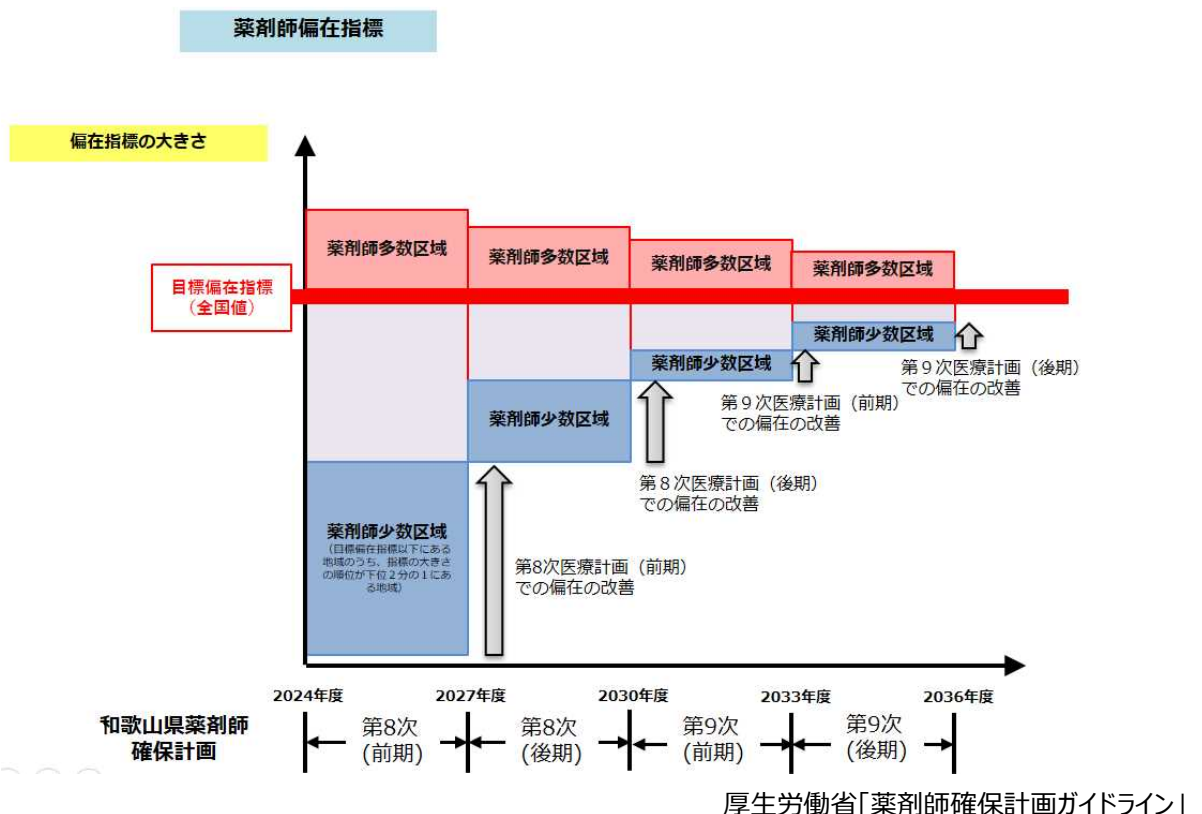 薬剤師偏在指標
偏在指標の大きさ
薬剤師多数区域
薬剤師多数区域
薬剤師多数区域
薬剤師多数区域
目標偏在指標
（全国値）
薬剤師少数区域
薬剤師少数区域
薬剤師少数区域
薬剤師少数区域
（目標偏在指標以下にある
地域のうち、指標の大きさ
の順位が下位２分の１にあ
る地域）
第９次医療計画（後期）
での偏在の改善
第９次医療計画（前期）
での偏在の改善
第８次医療計画（後期）
での偏在の改善
第8次医療計画（前期）
での偏在の改善
2024年度
2027年度
2030年度
2033年度
2036年度
和歌山県薬剤師
確保計画
第8次
(前期)
第８次
(後期)
第9次
(前期)
第9次
(後期)
厚生労働省「薬剤師確保計画ガイドライン」